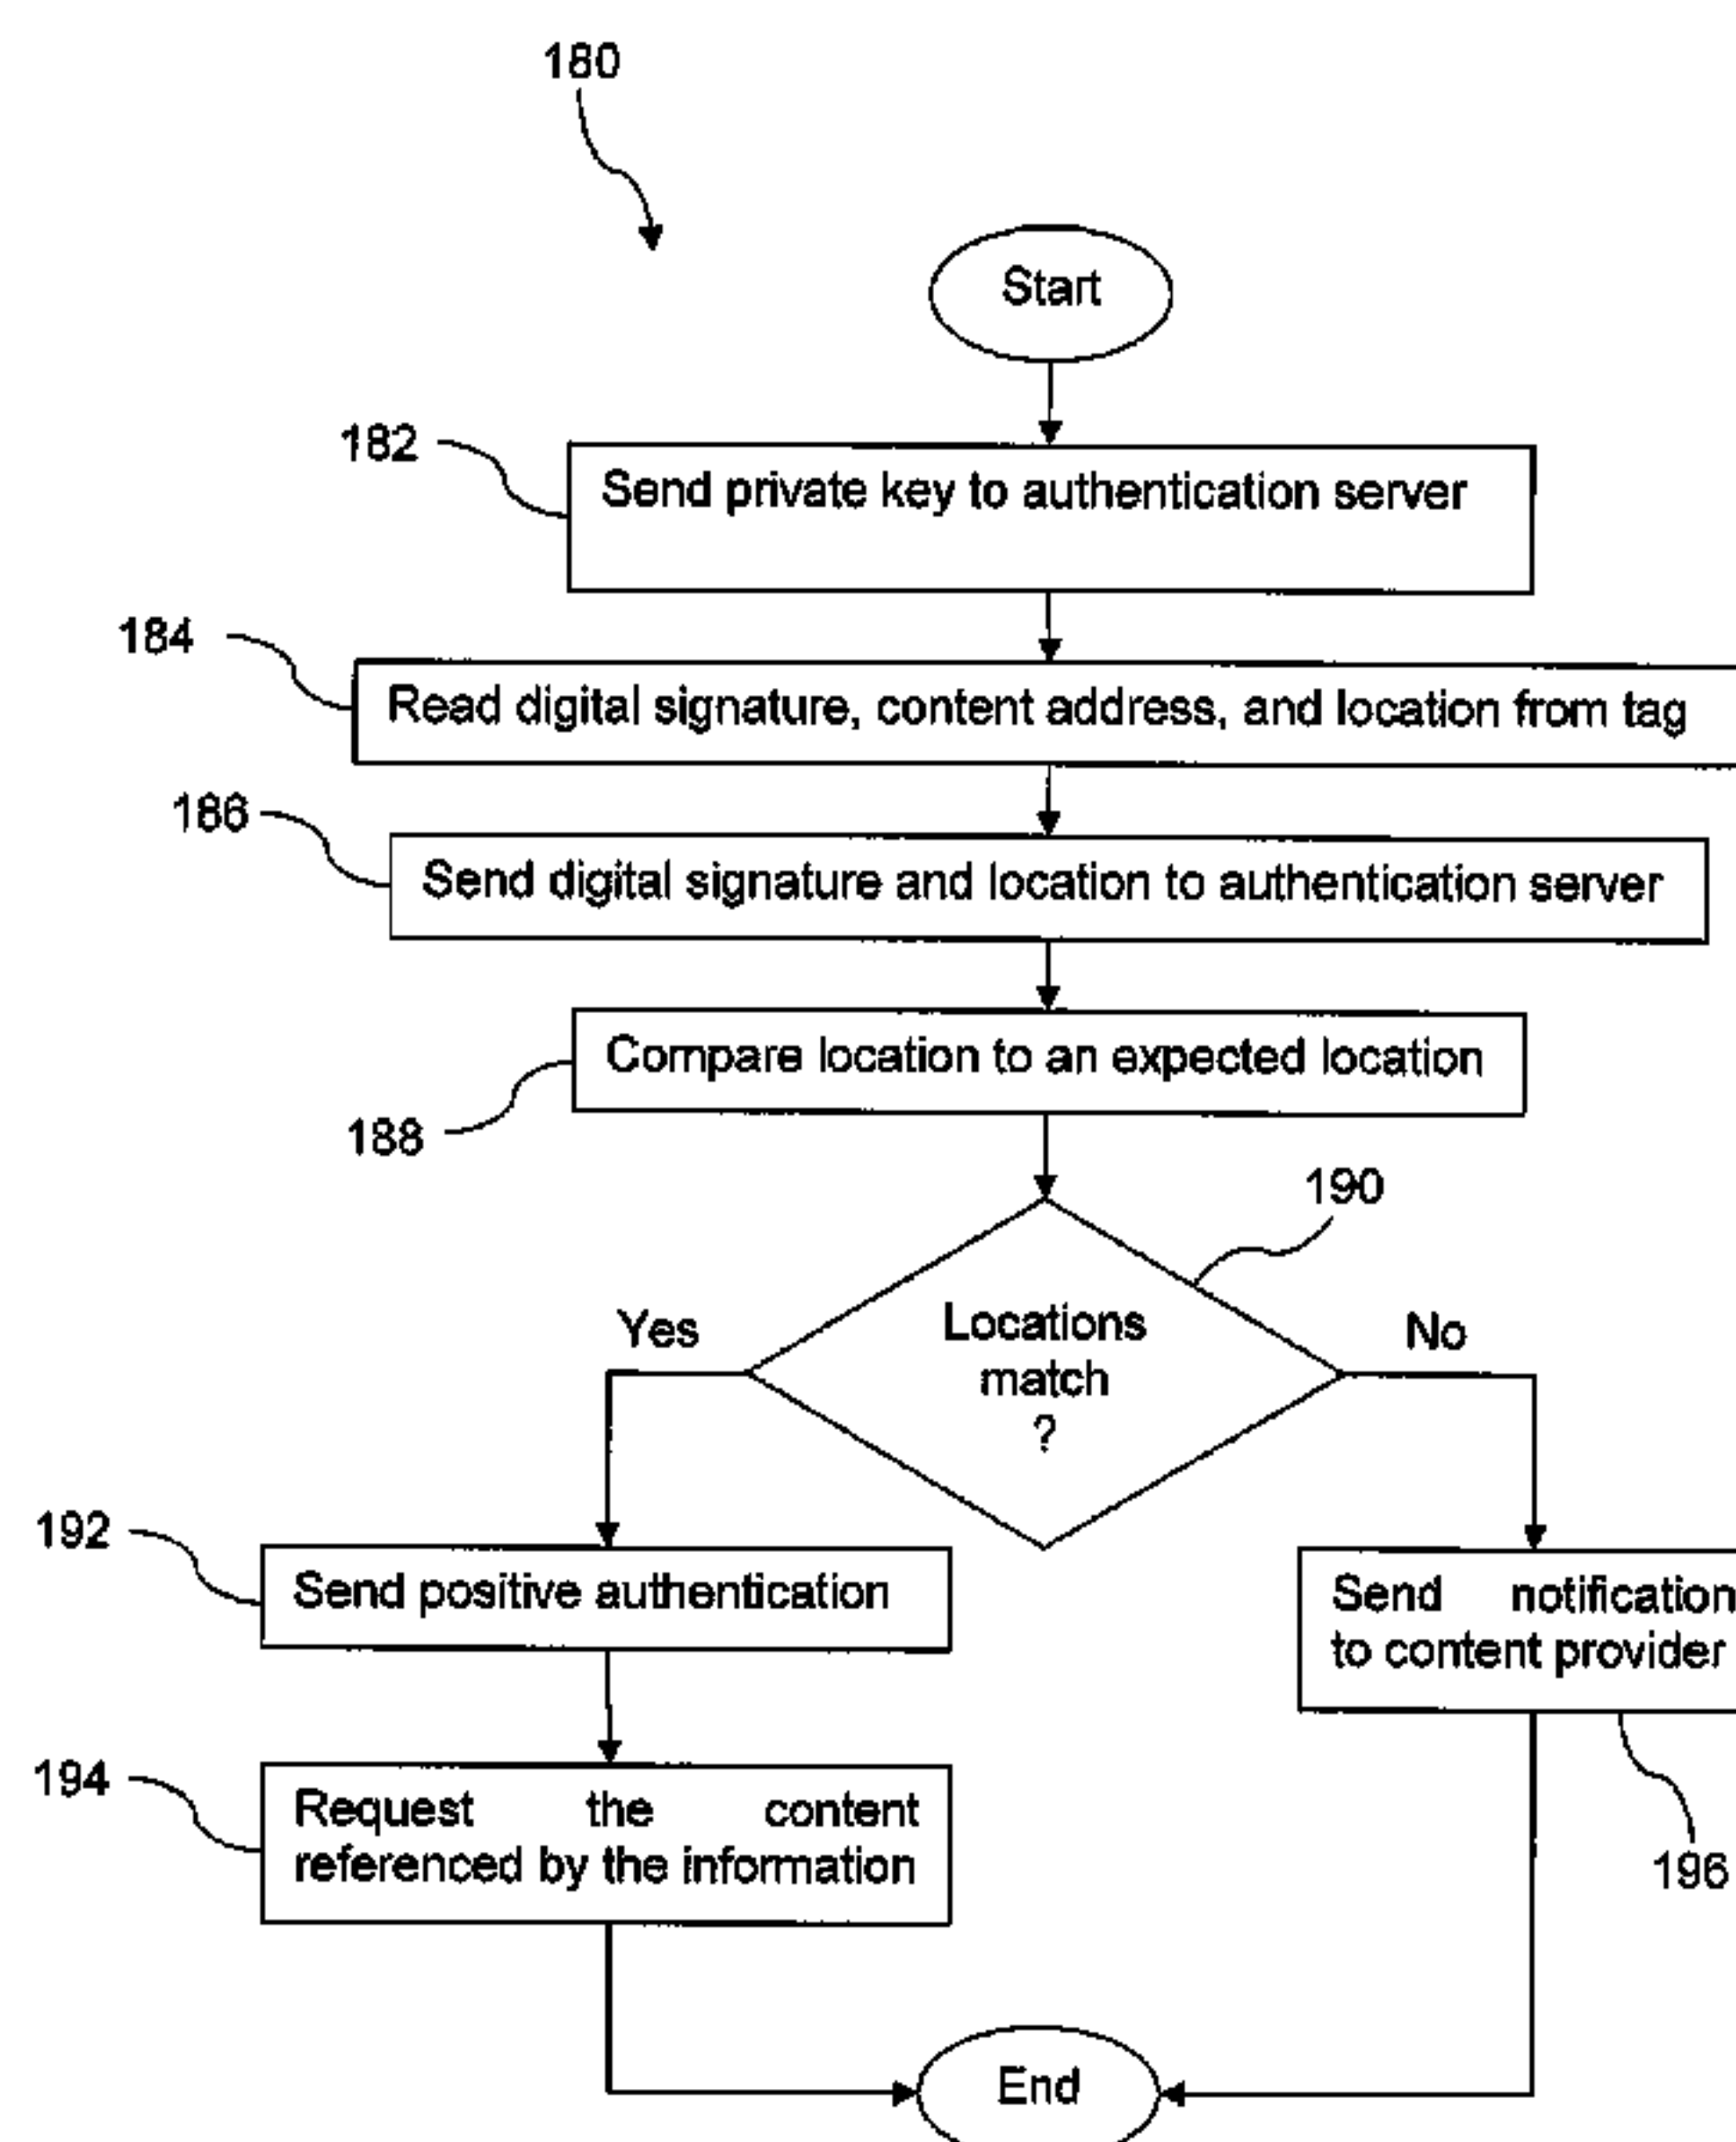 180
Start
182
Send private key to authentication server
184
Read digital signature, content address, and location from tag
186
Send digital signature and location to authentication server
Compare location to an expected location
188
190
Yes
Locations
match
?
No
192
Send positive authentication
Send notification
to content provider
194
Request the content
referenced by the information
196
End